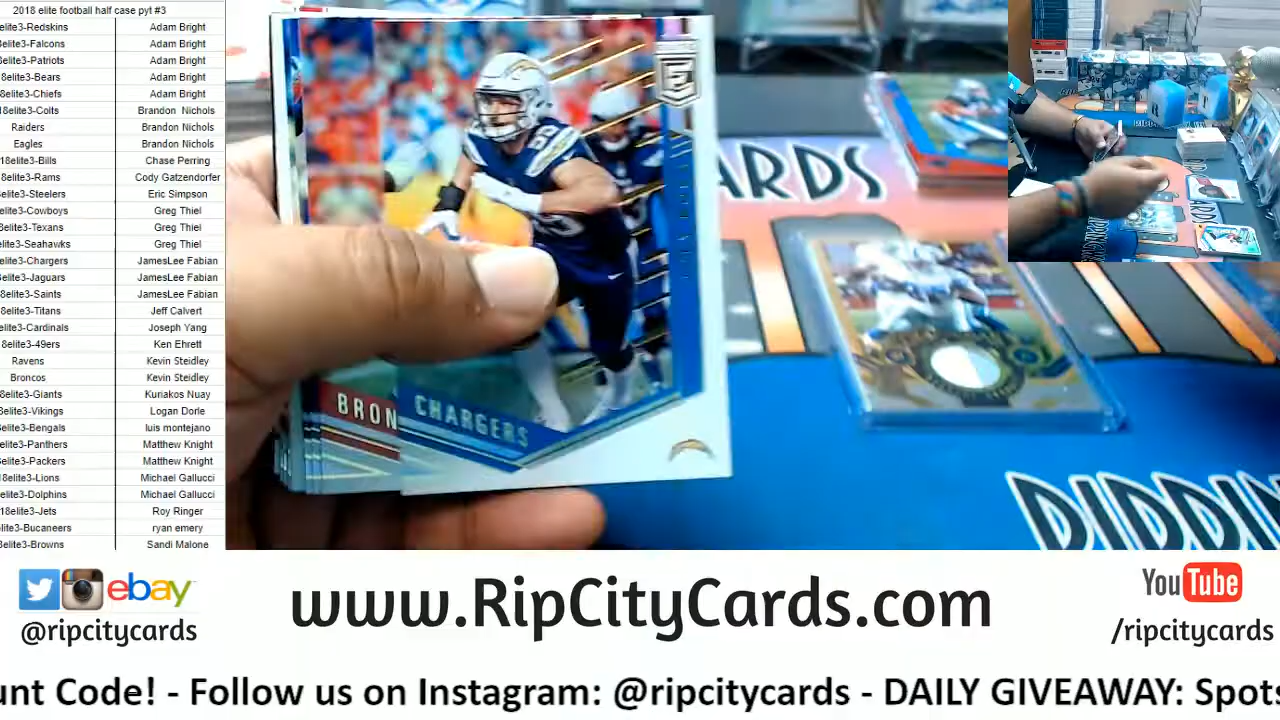 2018 elite football half case pyt #3
elite3-Redskins Adam Bright
elite3-Falcons Adam Bright
elite3-Patriots Adam Bright
8elite3-Bears Adam Bright
8elite3-Chiefs Adam Bright
18elite3-Colts Brandon Nichols
Raiders Brandon Nichols
Eagles Brandon Nichols
18elite3-Bills Chase Perring
8elite3-Rams Cody Gatzendorfer
elite3-Steelers Eric Simpson
elite3-Cowboys Greg Thiel
8elite3-Texans Greg Thiel
elite3-Seahawks Greg Thiel
elite3-Chargers JamesLee Fabian
elite3-Jaguars JamesLee Fabian
8elite3-Saints JamesLee Fabian
8elite3-Titans Jeff Calvert
elite3-Cardinals Joseph Yang
8elite3-49ers Ken Ehrett
Ravens Kevin Steidley
Broncos Kevin Steidley
8elite3-Giants Kuriakos Nuay
8elite3-Vikings Logan Dorle
elite3-Bengals luis montejano
elite3-Panthers Matthew Knight
elite3-Packers Matthew Knight
18elite3-Lions Michael Gallucci
elite3-Dolphins Michael Gallucci
18elite3-Jets Roy Ringer
lite3-Bucaneers ryan emery
elite3-Browns Sandi Malone
BRON
CHARGERS
ARDS
RIPPIN
ebay
@ripcitycards
www.RipCityCards.com
YouTube
/ripcitycards
unt Code! - Follow us on Instagram: @ripcitycards - DAILY GIVEAWAY: Spots